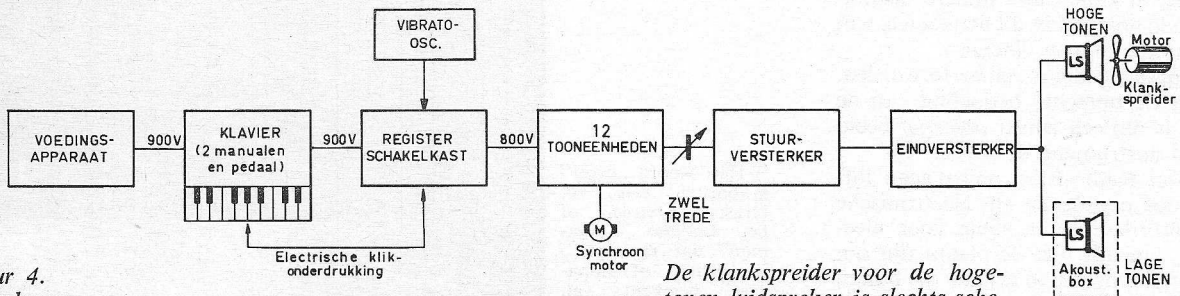 VIBRATO-
OSC.
HOGE
TONEN
Motor
LS
Klank-
spreider
VOEDINGS-
APPARAAT
900V
KLAVIER
(2 manualen
en pedaal)
900V
REGISTER
SCHAKELKAST
800V
12
TOONEENHEDEN
STUUR-
VERSTERKER
EINDVERSTERKER
ZWEL
TREDE
M
Synchroon
motor
Electrische klik-
onderdrukking
LS
Akoust.
box
LAGE
TONEN
ur 4.
De klankspreider voor de hoge-